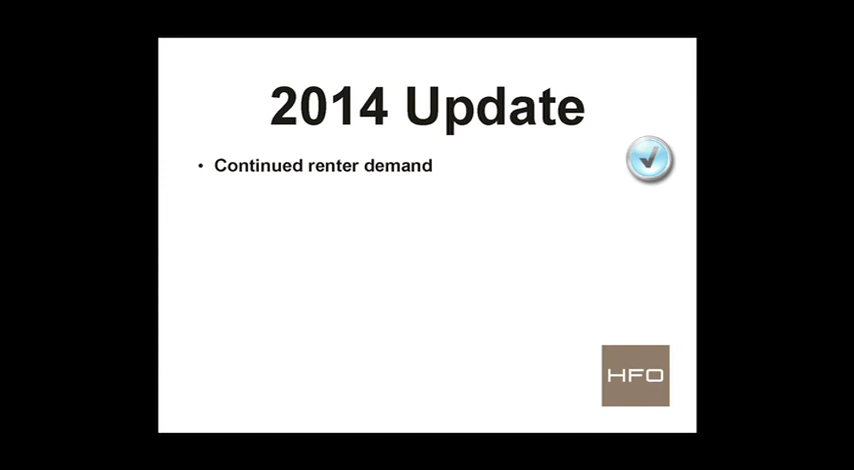 2014 Update
• Continued renter demand
HFO